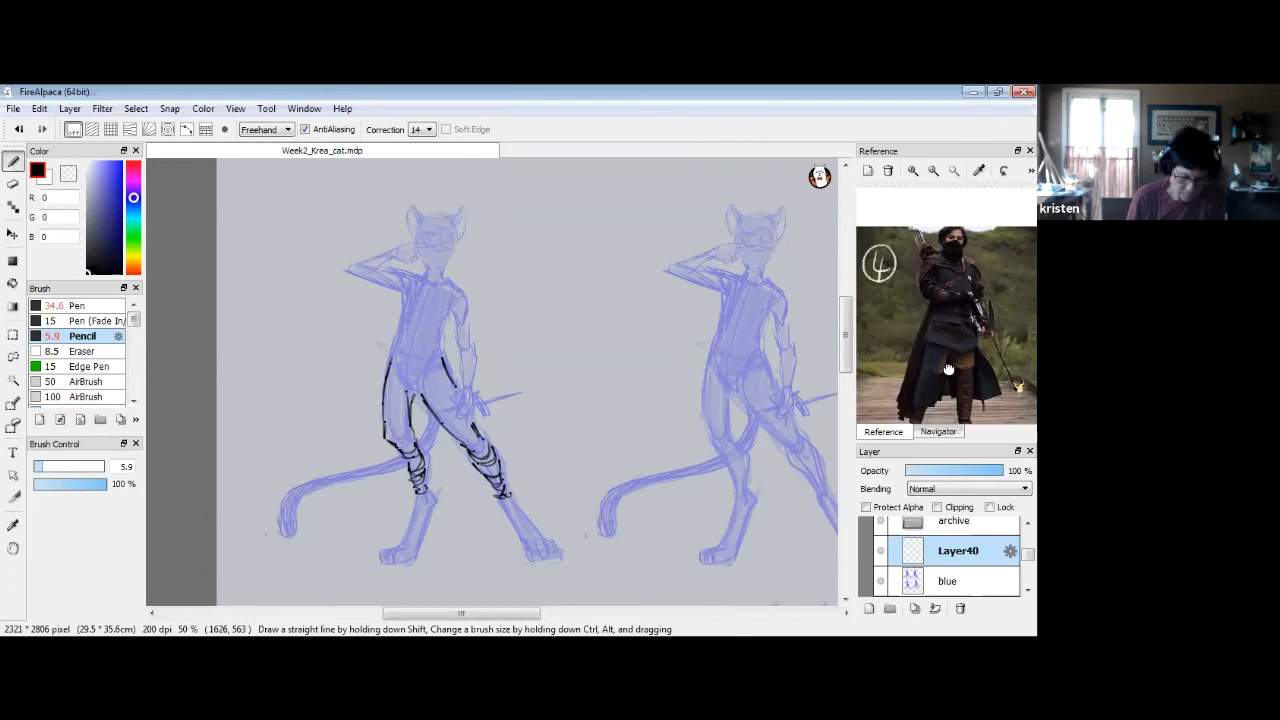 FireAlpaca (64bit)
File Edit Layer Filter Select Snap Color View Tool Window Help
Off Freehand AntiAliasing Correction 14 Soft Edge
Color
Week2_Krea_cat.mdp
Reference
R 0
G 0
B 0
kristen
4
Brush
34.6 Pen
15 Pen (Fade In/
5.9 Pencil
8.5 Eraser
15 Edge Pen
50 AirBrush
100 AirBrush
Brush Control
5.9
100 %
Reference Navigator
Layer
Opacity 100 %
Blending Normal
Protect Alpha Clipping Lock
archive
Layer40
blue
2321 * 2806 pixel (29.5 * 35.6cm) 200 dpi 50 % (1626, 563) Draw a straight line by holding down Shift, Change a brush size by holding down Ctrl, Alt, and dragging